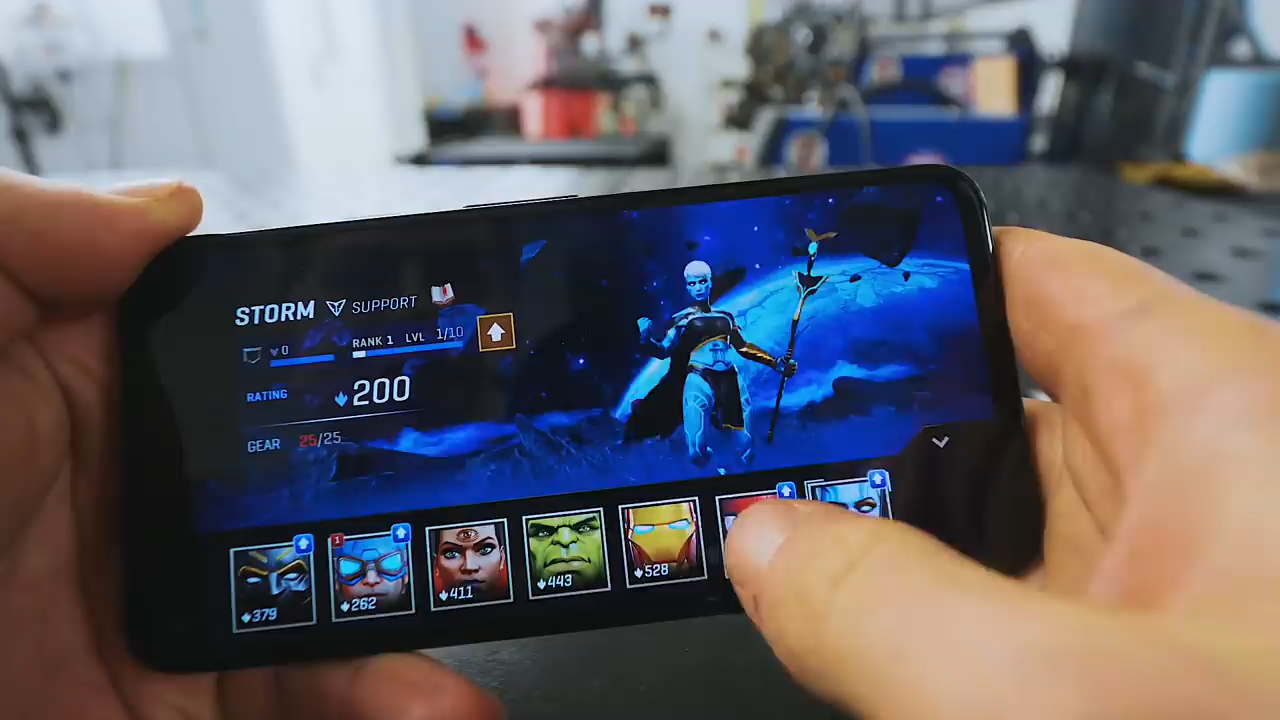 STORM SUPPORT
0 RANK 1 LVL 1/10
RATING 200
GEAR 25/25
1
379 262 411 443 528